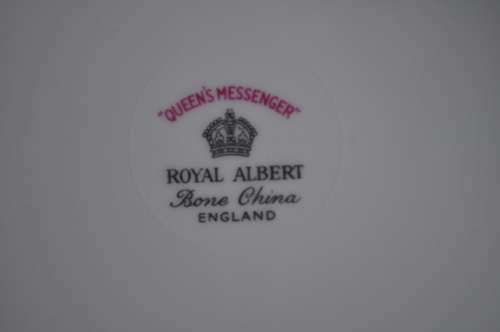 "QUEEN'S MESSENGER"
ROYAL ALBERT
Bone China
ENGLAND